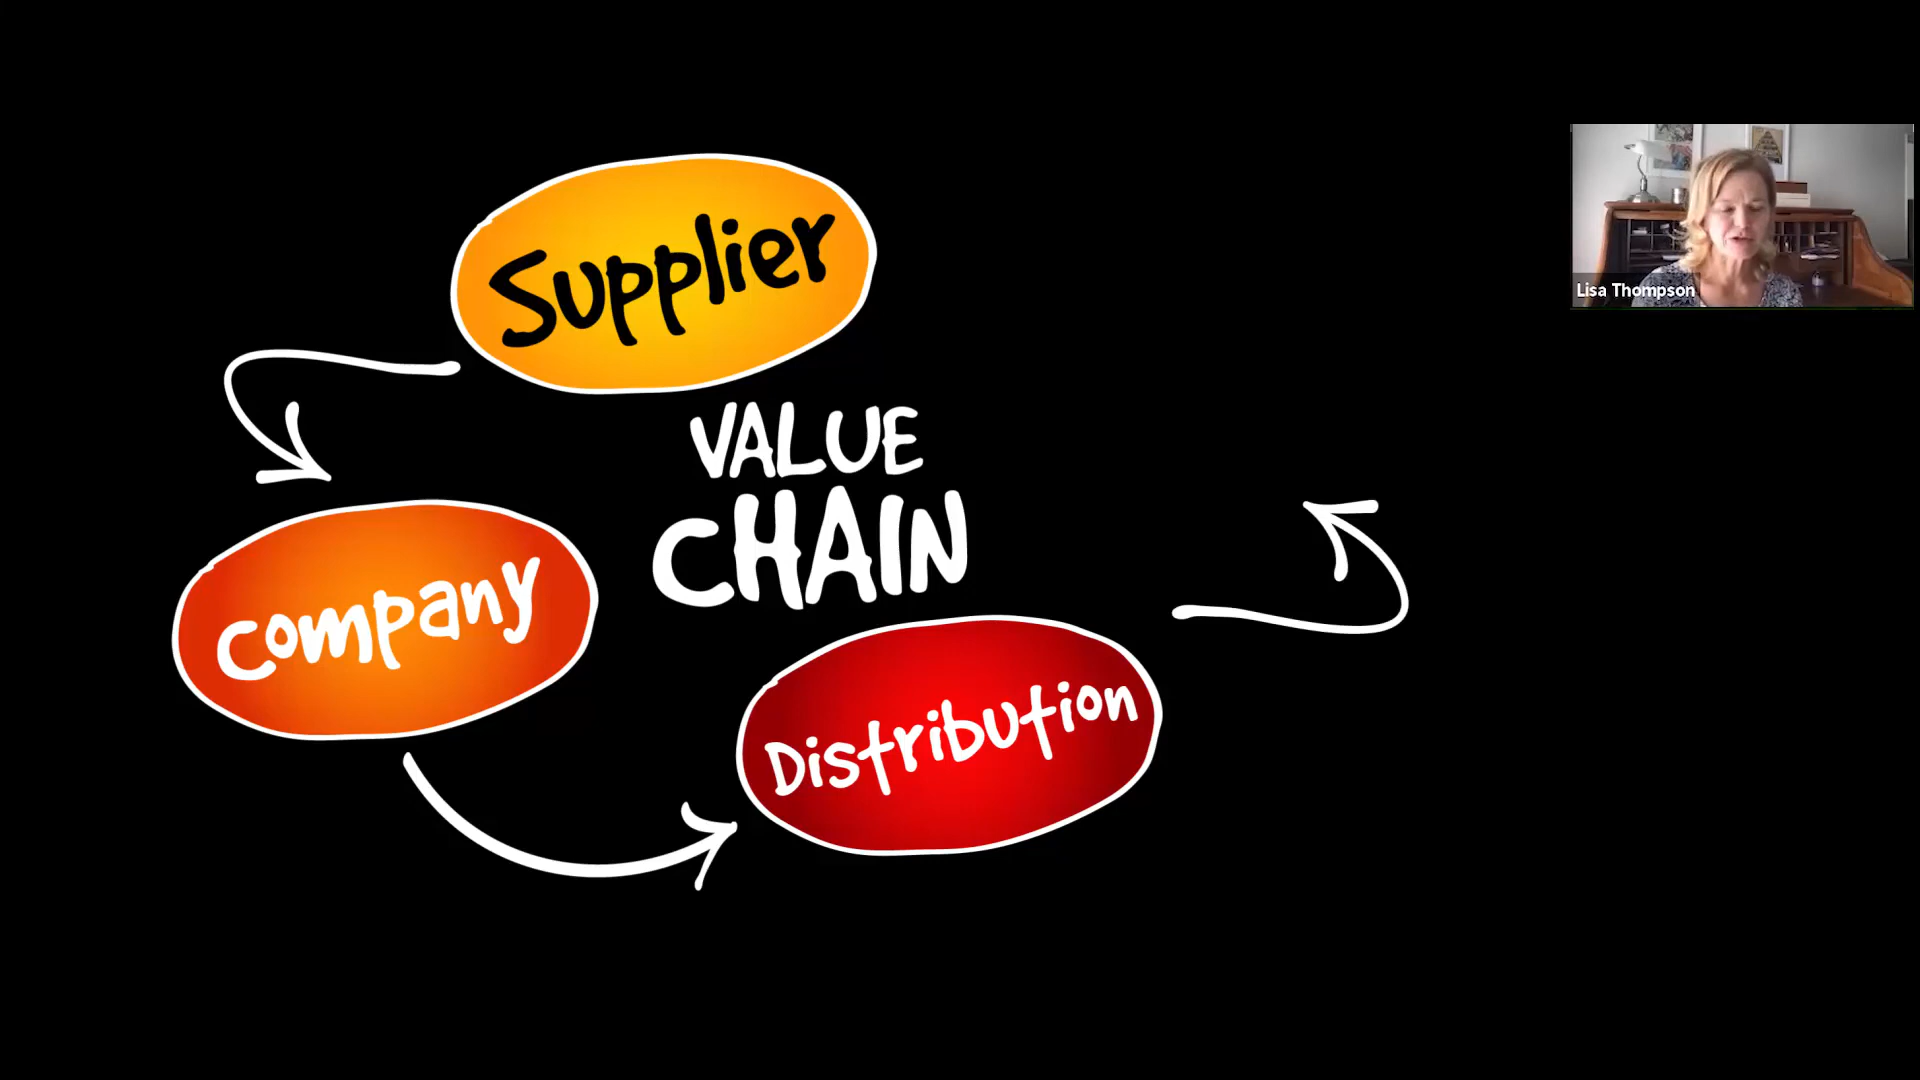 Supplier
VALUE
CHAIN
Company
Distribution
Lisa Thompson